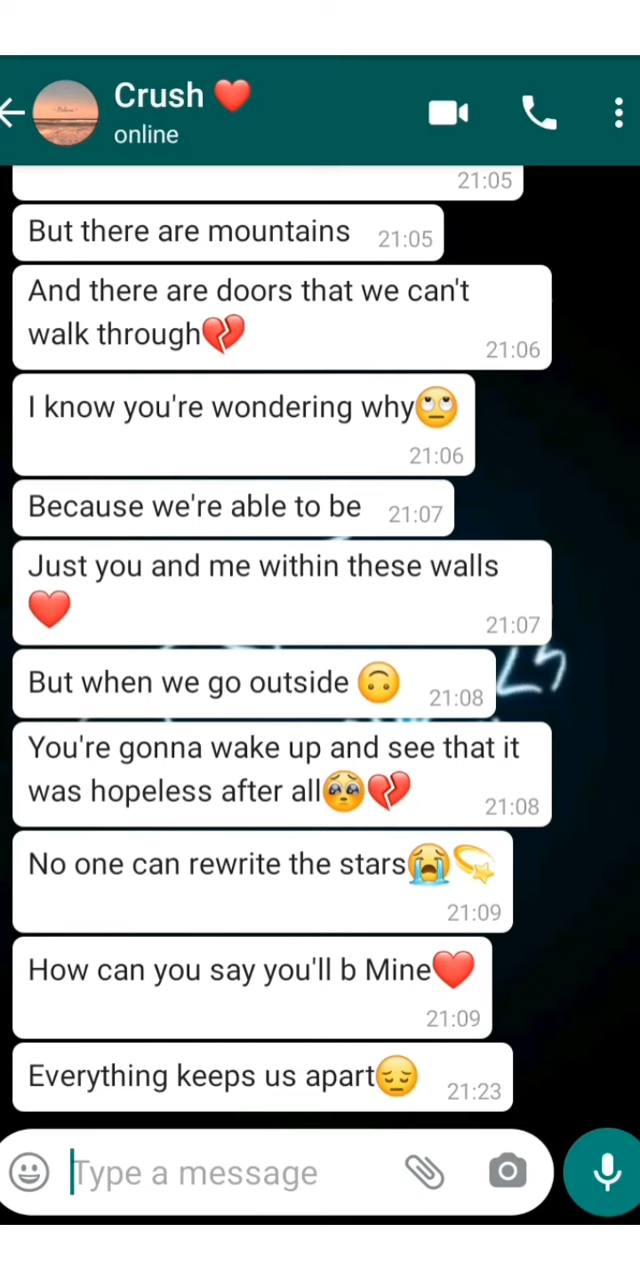 Crush ❤️
online
21:05
But there are mountains 21:05
And there are doors that we can't
walk through💔
21:06
I know you're wondering why🙄
21:06
Because we're able to be 21:07
Just you and me within these walls
❤️
21:07
But when we go outside 🙃 21:08
You're gonna wake up and see that it
was hopeless after all🥺💔 21:08
No one can rewrite the stars😭💫
21:09
How can you say you'll b Mine❤️
21:09
Everything keeps us apart😔 21:23
Type a message